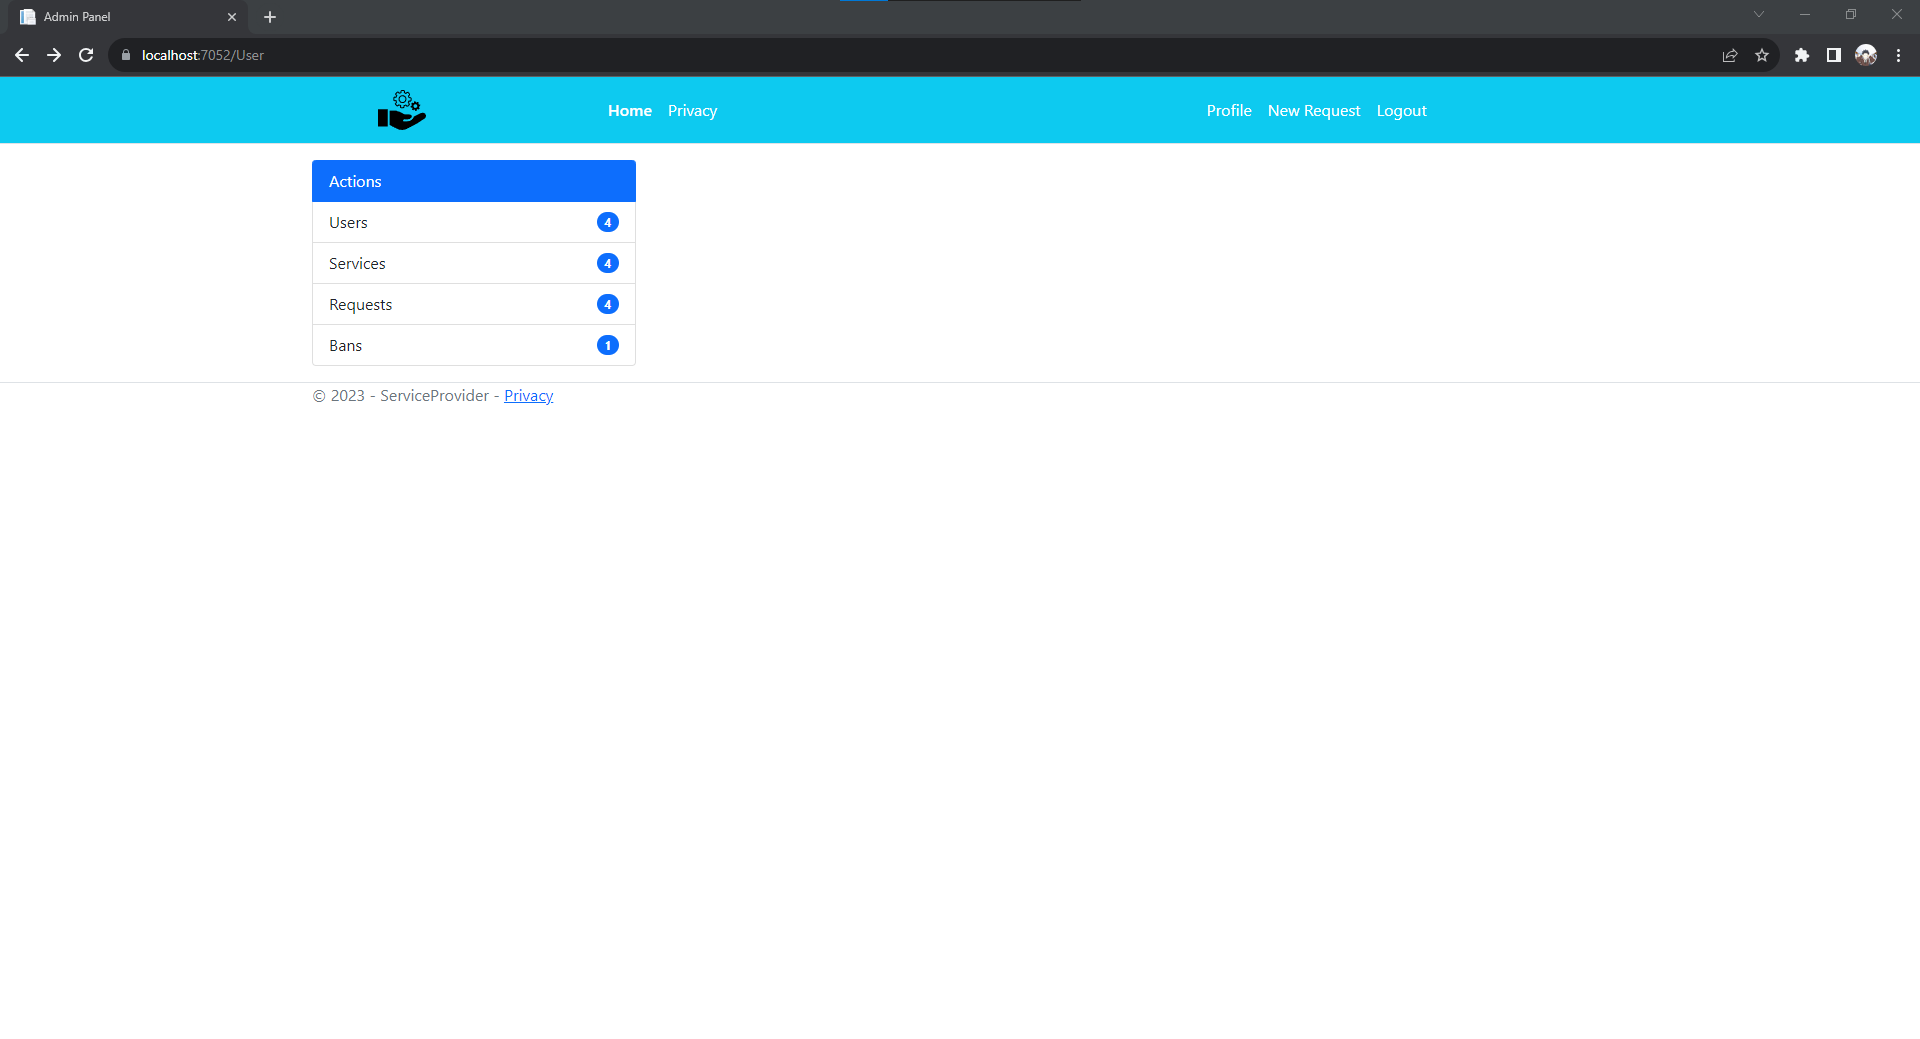 Admin Panel
localhost:7052/User
Home Privacy Profile New Request Logout
Actions
Users 4
Services 4
Requests 4
Bans 1
© 2023 - ServiceProvider - Privacy